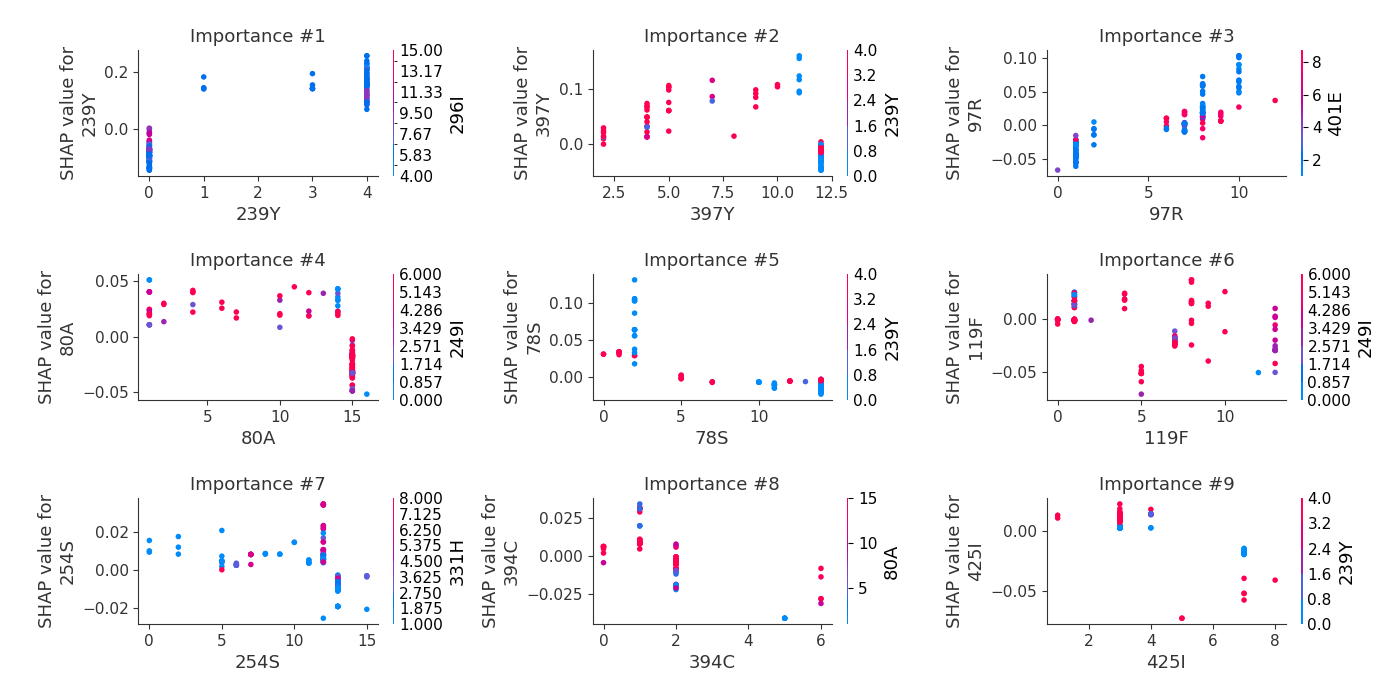 Importance #1
SHAP value for
239Y
0.2
0.0
0
1
2
3
4
239Y
15.00
13.17
11.33
9.50
7.67
5.83
4.00
296I
Importance #2
SHAP value for
397Y
0.1
0.0
2.5
5.0
7.5
10.0
12.5
397Y
4.0
3.2
2.4
1.6
0.8
0.0
239Y
Importance #3
SHAP value for
97R
0.10
0.05
0.00
−0.05
0
5
10
97R
8
6
4
2
401E
Importance #4
SHAP value for
80A
0.05
0.00
−0.05
5
10
15
80A
6.000
5.143
4.286
3.429
2.571
1.714
0.857
0.000
249I
Importance #5
SHAP value for
78S
0.10
0.05
0.00
0
5
10
78S
4.0
3.2
2.4
1.6
0.8
0.0
239Y
Importance #6
SHAP value for
119F
0.00
−0.05
0
5
10
119F
6.000
5.143
4.286
3.429
2.571
1.714
0.857
0.000
249I
Importance #7
SHAP value for
254S
0.02
0.00
−0.02
0
5
10
15
254S
8.000
7.125
6.250
5.375
4.500
3.625
2.750
1.875
1.000
331H
Importance #8
SHAP value for
394C
0.025
0.000
−0.025
0
2
4
6
394C
15
10
5
80A
Importance #9
SHAP value for
425I
0.00
−0.05
2
4
6
8
425I
4.0
3.2
2.4
1.6
0.8
0.0
239Y